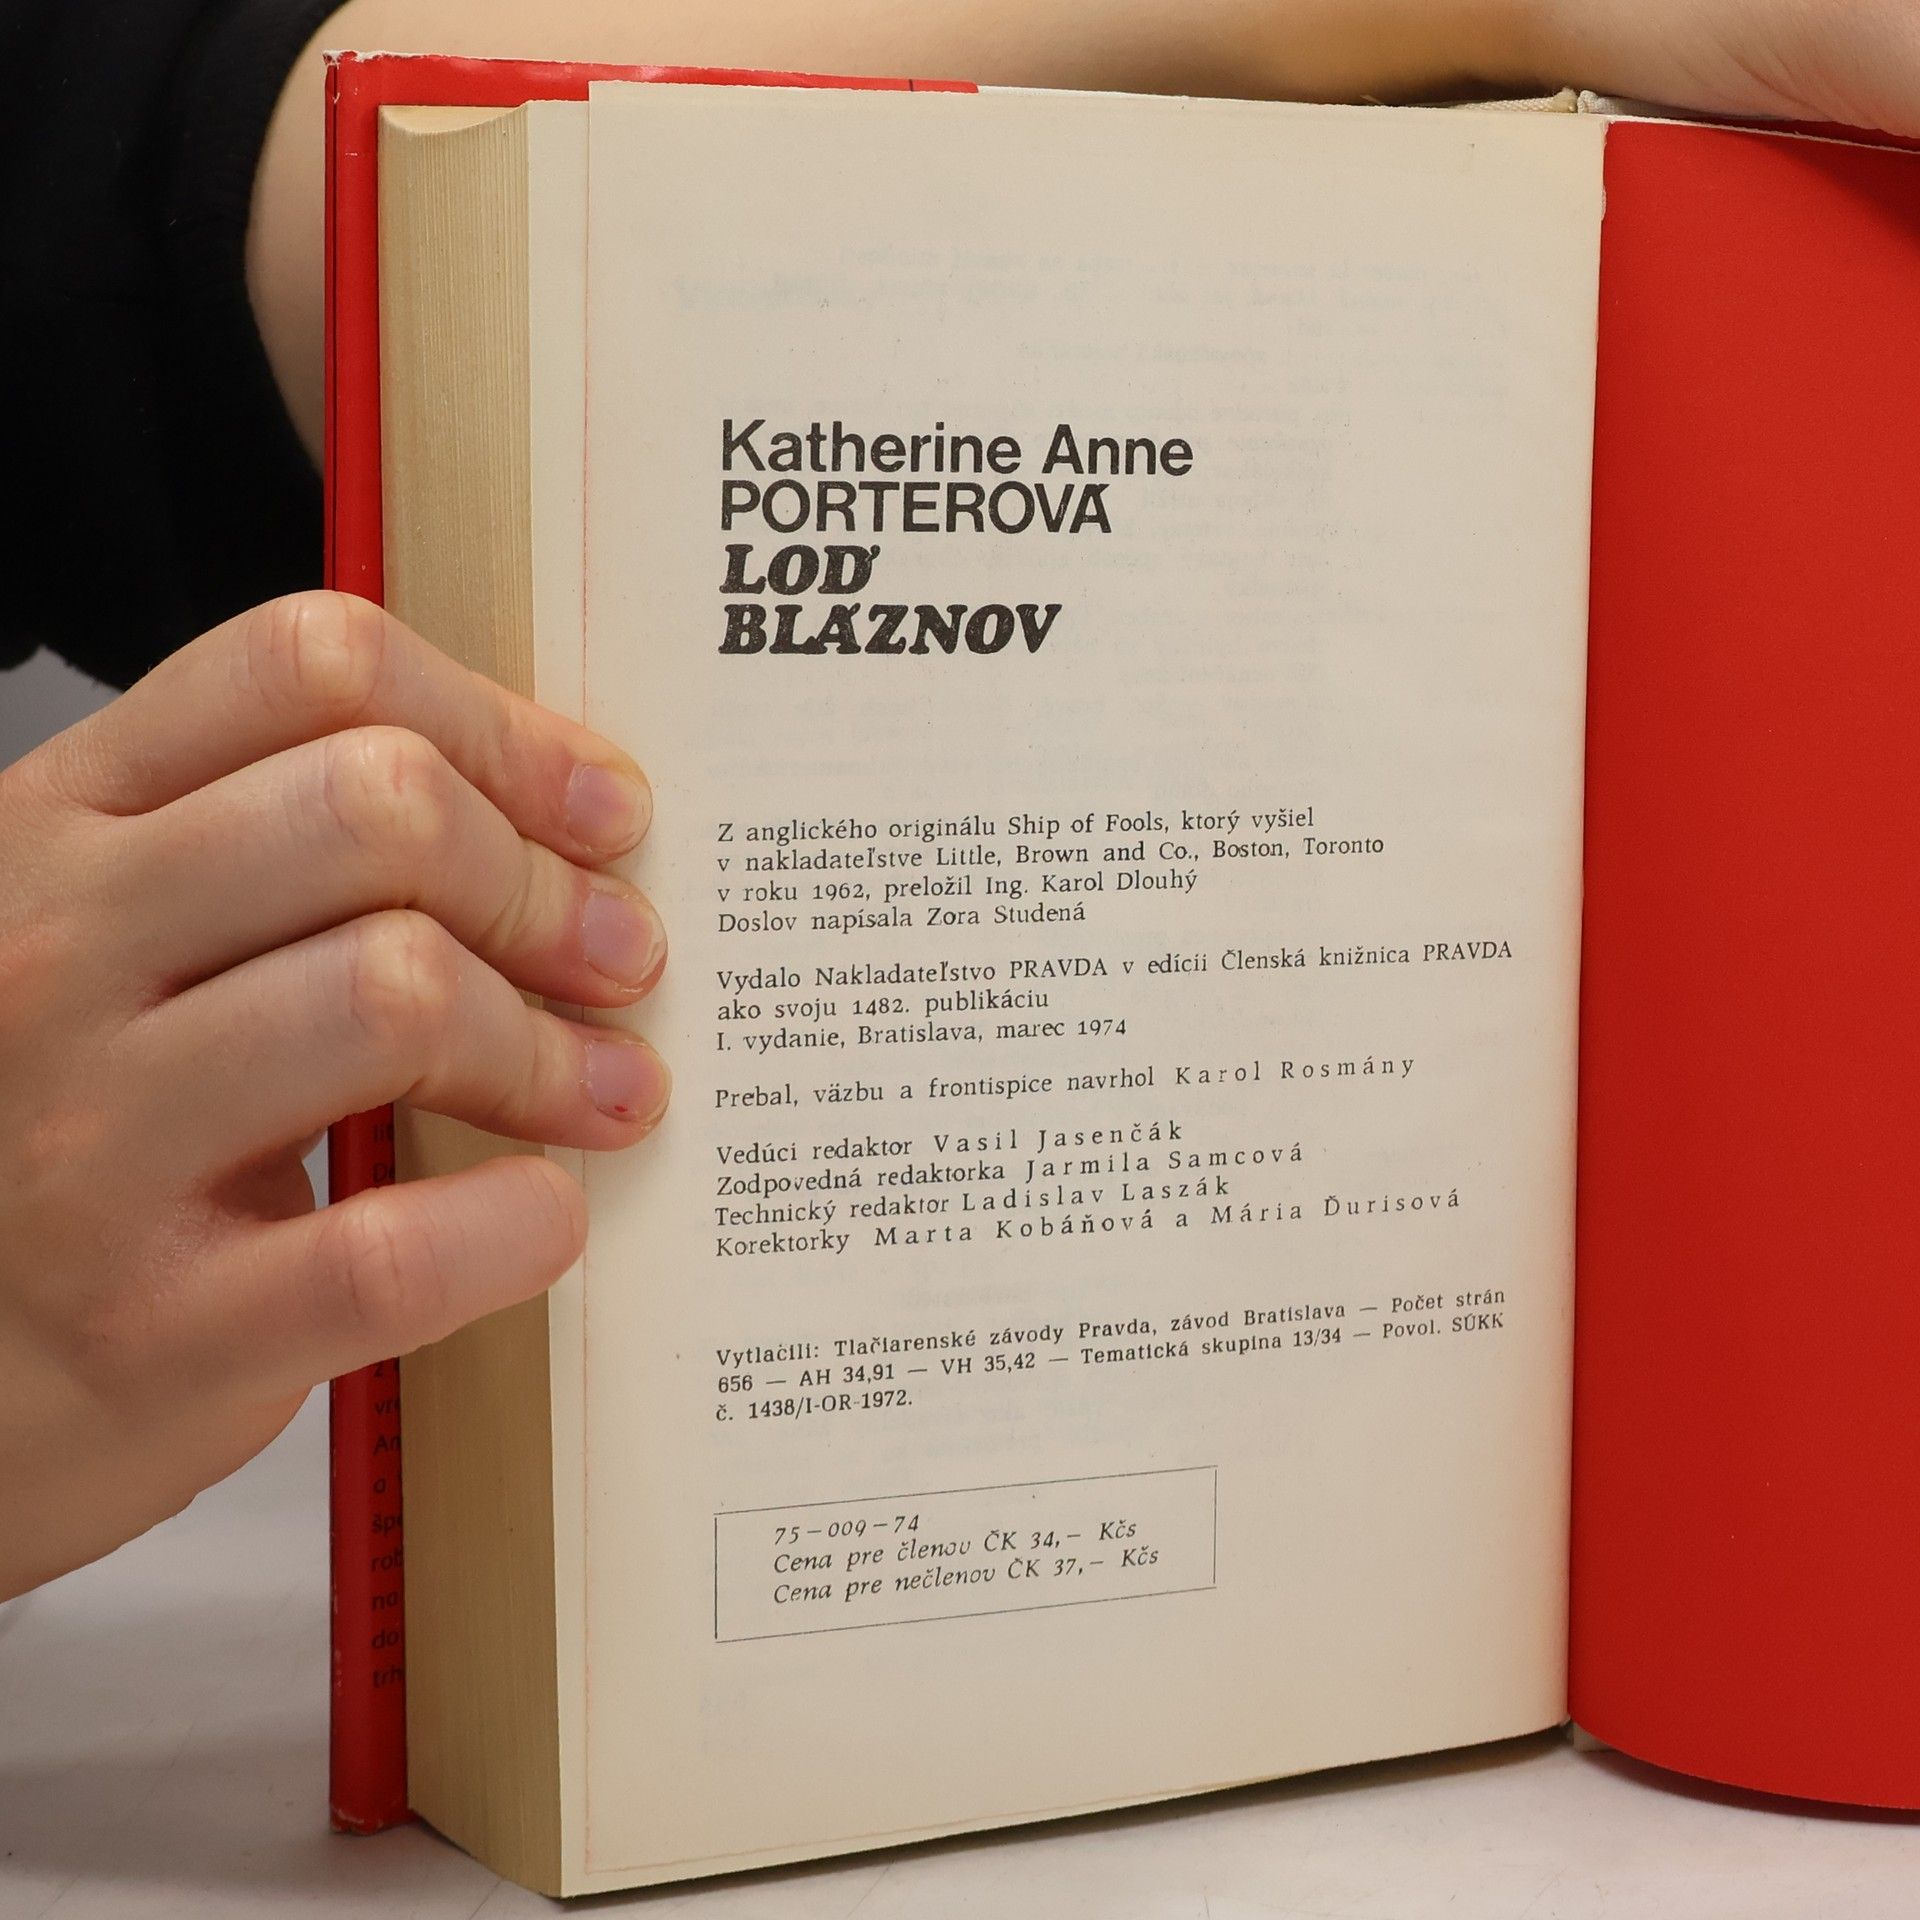 Katherine Anne
PORTEROVÁ
LOĎ
BLÁZNOV
Z anglického originálu Ship of Fools, ktorý vyšiel
v nakladateľstve Little, Brown and Co., Boston, Toronto
v roku 1962, preložil Ing. Karol Dlouhý
Doslov napísala Zora Studená
Vydalo Nakladateľstvo PRAVDA v edícii Členská knižnica PRAVDA
ako svoju 1482. publikáciu
I. vydanie, Bratislava, marec 1974
Prebal, väzbu a frontispice navrhol Karol Rosmány
Vedúci redaktor Vasil Jasenčák
Zodpovedná redaktorka Jarmila Samcová
Technický redaktor Ladislav Laszák
Korektorky Marta Kobáňová a Mária Ďurisová
Vytlačili: Tlačiarenské závody Pravda, závod Bratislava — Počet strán
656 — AH 34,91 — VH 35,42 — Tematická skupina 13/34 — Povol. SÚKK
č. 1438/I-OR-1972.
75–009–74
Cena pre členov ČK 34,– Kčs
Cena pre nečlenov ČK 37,– Kčs